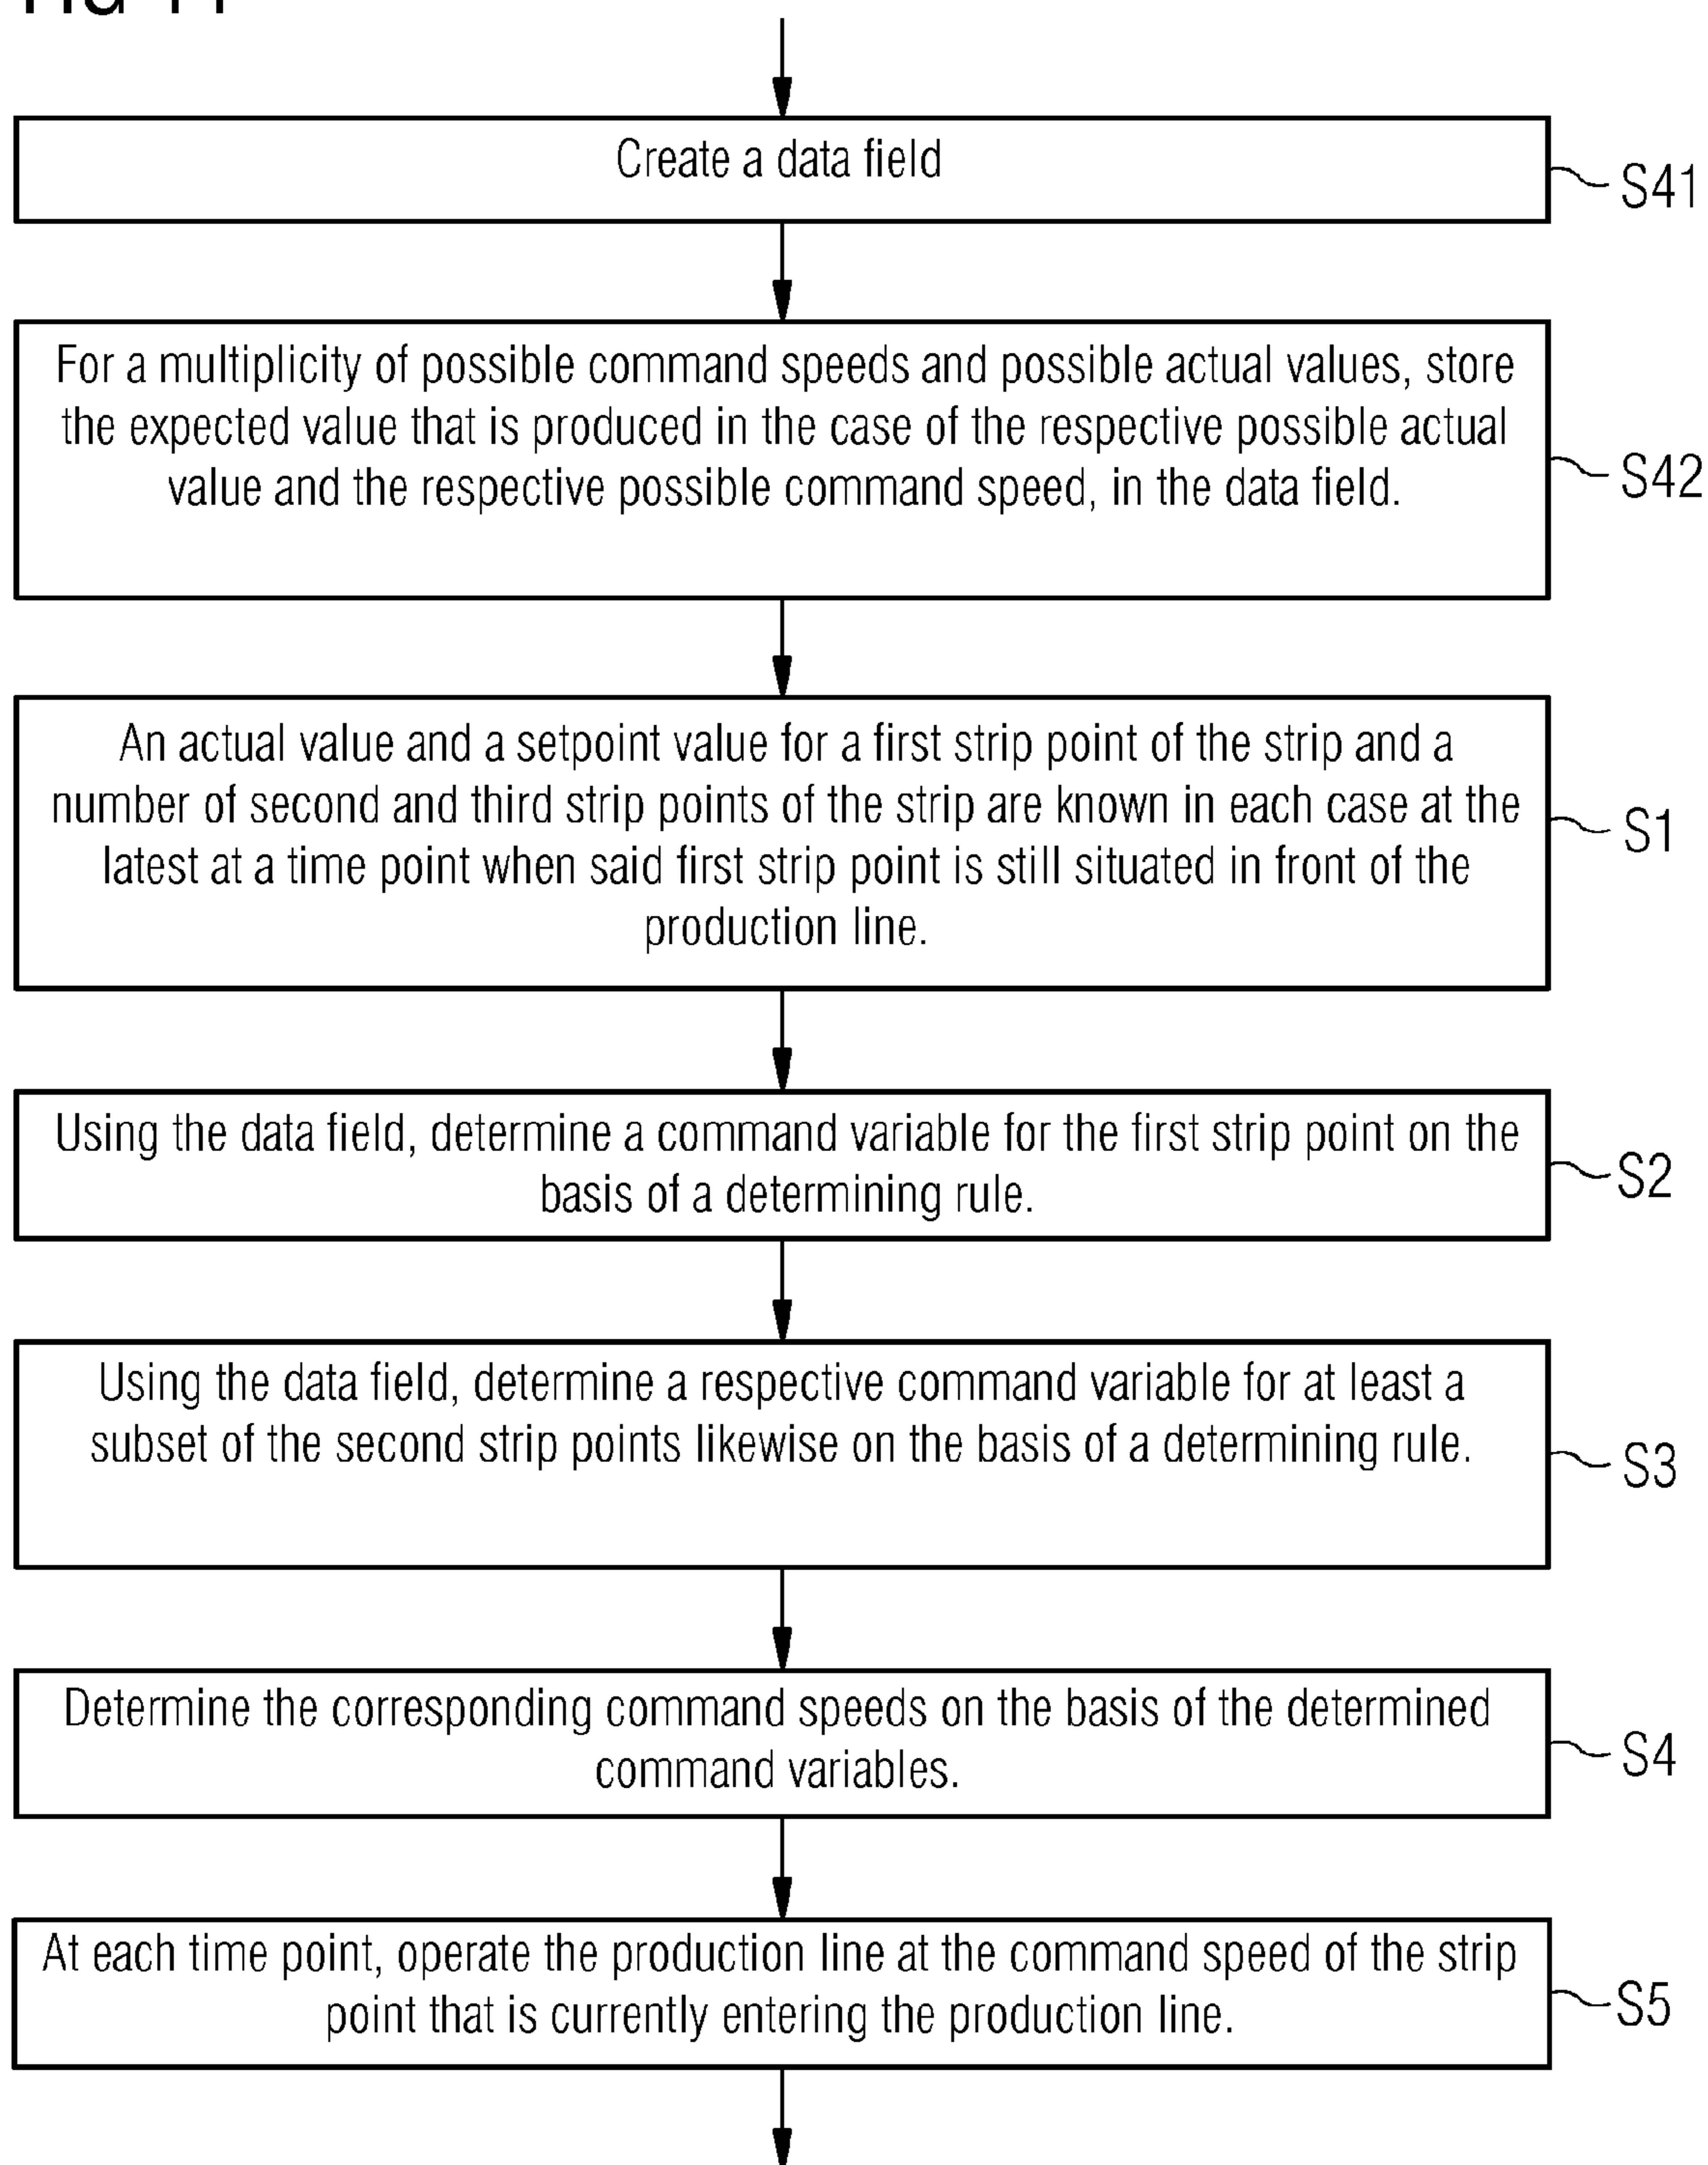 Create a data field
S41
For a multiplicity of possible command speeds and possible actual values, store
the expected value that is produced in the case of the respective possible actual
value and the respective possible command speed, in the data field.
S42
An actual value and a setpoint value for a first strip point of the strip and a
number of second and third strip points of the strip are known in each case at the
latest at a time point when said first strip point is still situated in front of the
production line.
S1
Using the data field, determine a command variable for the first strip point on the
basis of a determining rule.
S2
Using the data field, determine a respective command variable for at least a
subset of the second strip points likewise on the basis of a determining rule.
S3
Determine the corresponding command speeds on the basis of the determined
command variables.
S4
At each time point, operate the production line at the command speed of the strip
point that is currently entering the production line.
S5